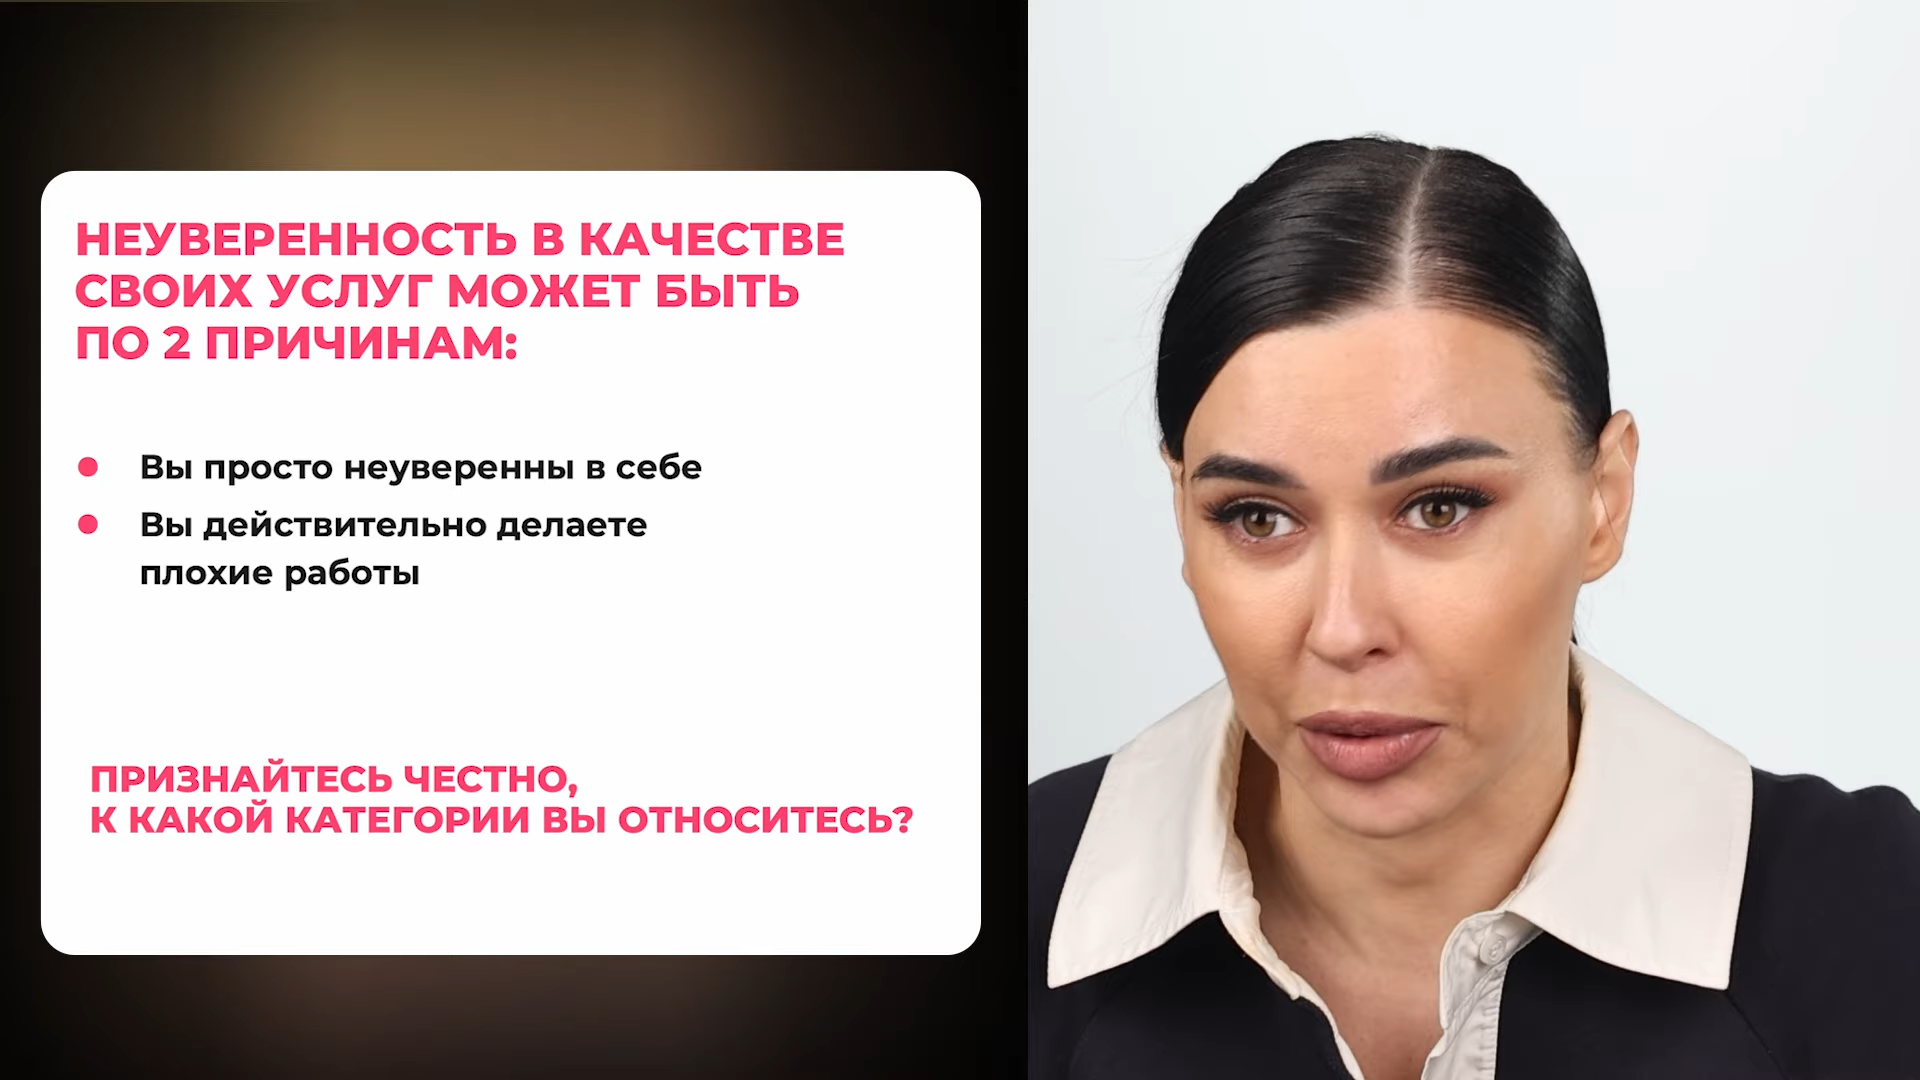 НЕУВЕРЕННОСТЬ В КАЧЕСТВЕ
СВОИХ УСЛУГ МОЖЕТ БЫТЬ
ПО 2 ПРИЧИНАМ:
Вы просто неуверенны в себе
Вы действительно делаете
плохие работы
ПРИЗНАЙТЕСЬ ЧЕСТНО,
К КАКОЙ КАТЕГОРИИ ВЫ ОТНОСИТЕСЬ?